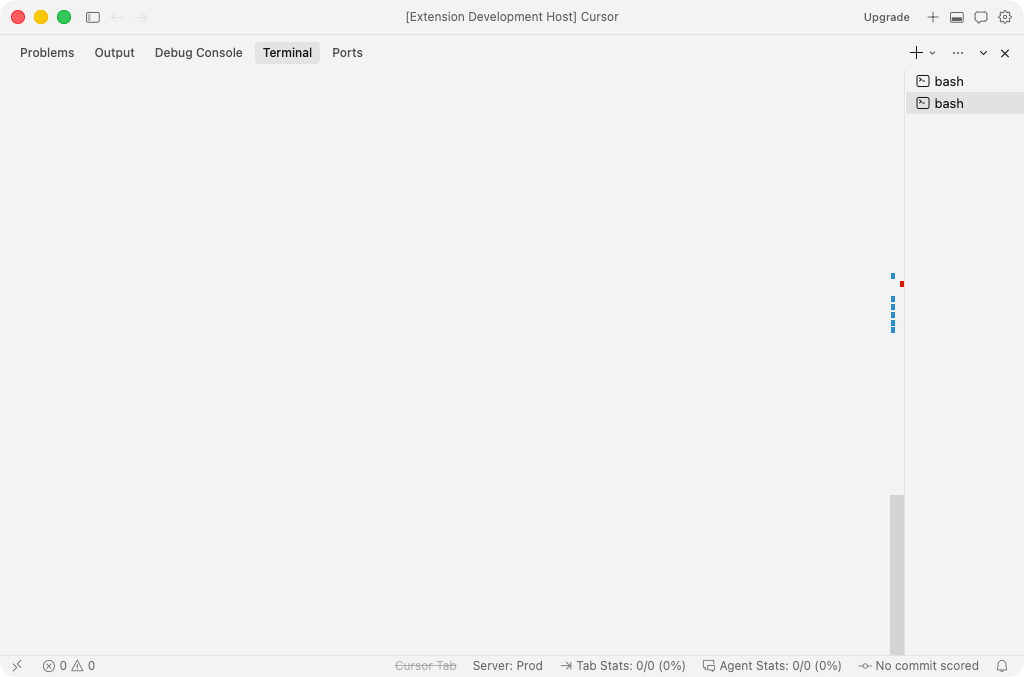 [Extension Development Host] Cursor
Upgrade
Problems Output Debug Console Terminal Ports
bash
bash
0 0 Cursor Tab Server: Prod Tab Stats: 0/0 (0%) Agent Stats: 0/0 (0%) No commit scored